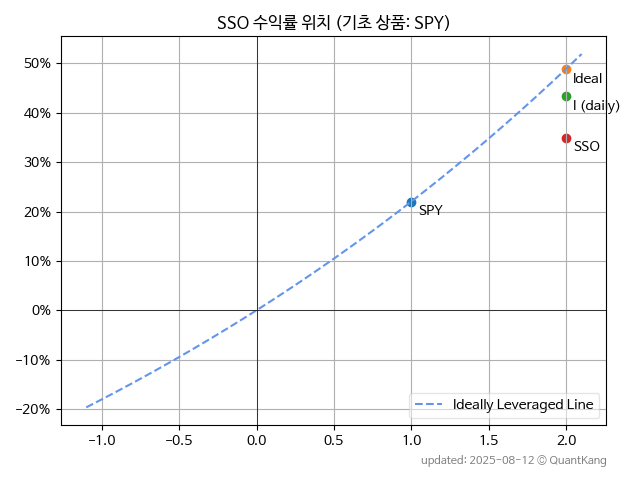 SSO 수익률 위치 (기초 상품: SPY)
50%
40%
30%
20%
10%
0%
−10%
−20%
Ideal
I (daily)
SSO
SPY
Ideally Leveraged Line
−1.0 −0.5 0.0 0.5 1.0 1.5 2.0
updated: 2025-08-12 © QuantKang